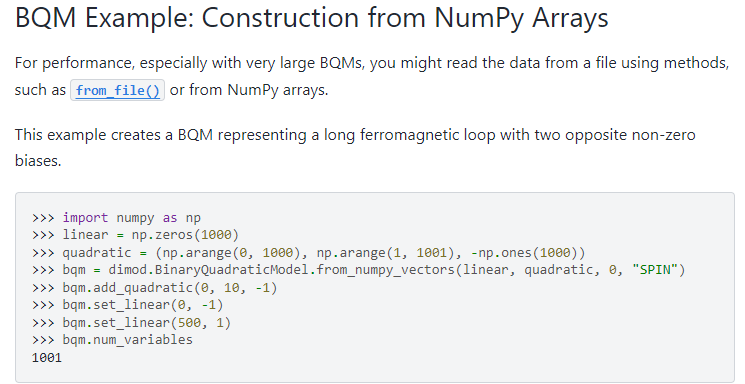 BQM Example: Construction from NumPy Arrays
For performance, especially with very large BQMs, you might read the data from a file using methods,
such as from_file() or from NumPy arrays.
This example creates a BQM representing a long ferromagnetic loop with two opposite non-zero
biases.
>>> import numpy as np
>>> linear = np.zeros(1000)
>>> quadratic = (np.arange(0, 1000), np.arange(1, 1001), -np.ones(1000))
>>> bqm = dimod.BinaryQuadraticModel.from_numpy_vectors(linear, quadratic, 0, "SPIN")
>>> bqm.add_quadratic(0, 10, -1)
>>> bqm.set_linear(0, -1)
>>> bqm.set_linear(500, 1)
>>> bqm.num_variables
1001